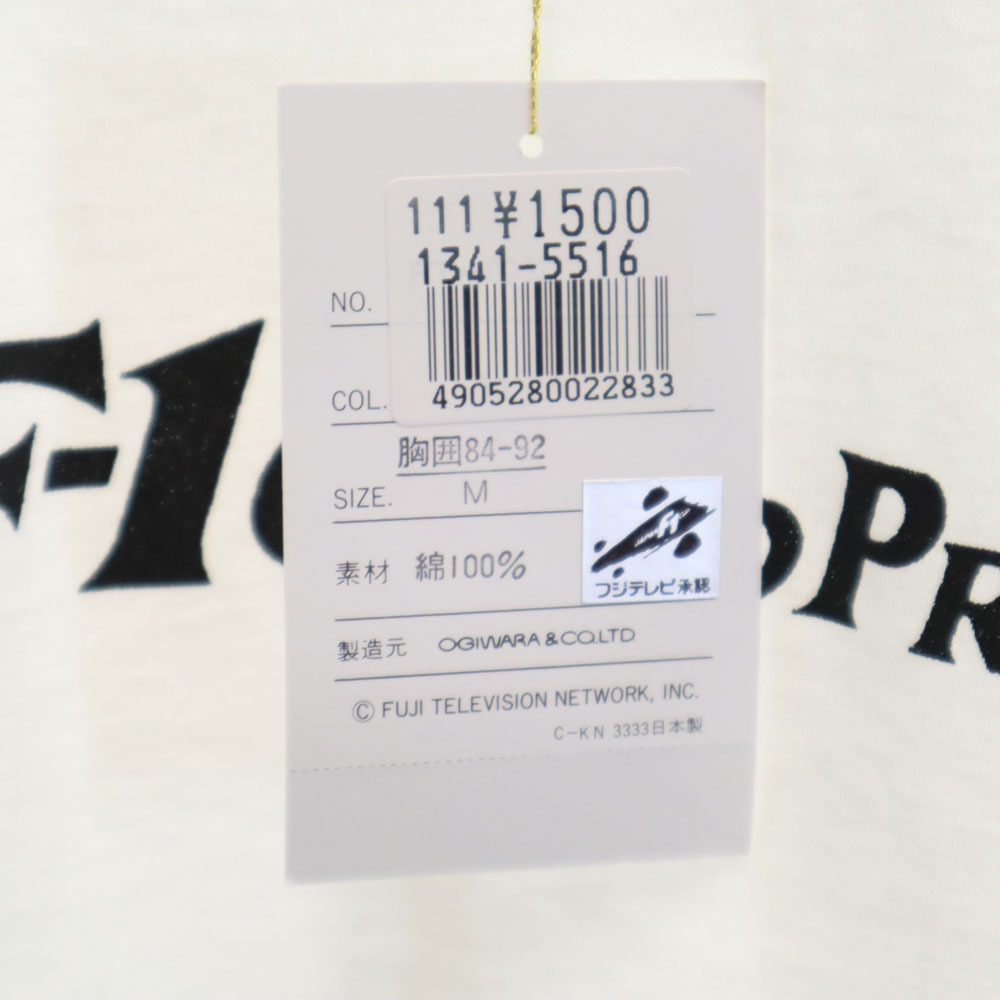 111 ¥1500
1341-5516
NO.
4905280022833
COL.
胸囲84-92
SIZE. M
素材 綿100%
JAPAN F1
フジテレビ承認
製造元 OGIWARA & CO.LTD
© FUJI TELEVISION NETWORK, INC.
C-KN 3333日本製
F-1
PR